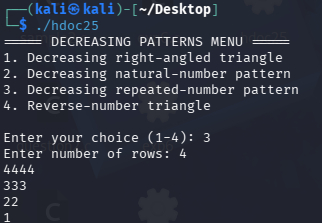 ┌──(kali㉿kali)-[~/Desktop]
└─$ ./hdoc25
===== DECREASING PATTERNS MENU =====
1. Decreasing right-angled triangle
2. Decreasing natural-number pattern
3. Decreasing repeated-number pattern
4. Reverse-number triangle

Enter your choice (1-4): 3
Enter number of rows: 4
4444
333
22
1